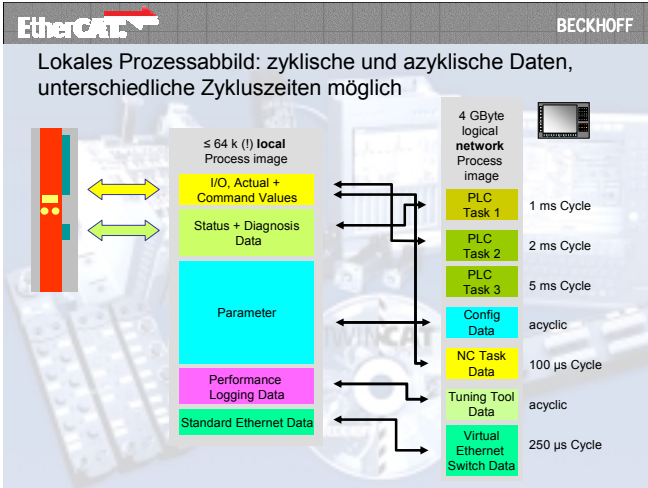 EtherCAT.
BECKHOFF
Lokales Prozessabbild: zyklische und azyklische Daten,
unterschiedliche Zykluszeiten möglich
≤ 64 k (!) local
Process image
I/O, Actual +
Command Values
Status + Diagnosis
Data
Parameter
Performance
Logging Data
Standard Ethernet Data
4 GByte
logical
network
Process
image
PLC
Task 1
1 ms Cycle
PLC
Task 2
2 ms Cycle
PLC
Task 3
5 ms Cycle
Config
Data
acyclic
NC Task
Data
100 µs Cycle
Tuning Tool
Data
acyclic
Virtual
Ethernet
Switch Data
250 µs Cycle